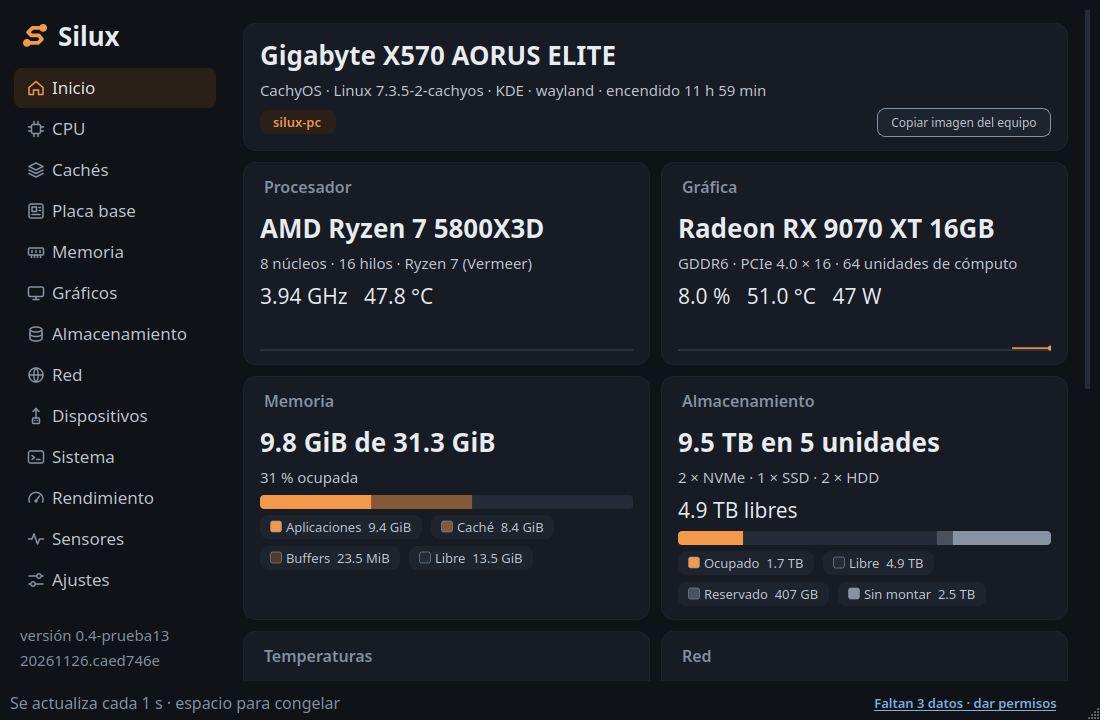 Silux
Inicio
CPU
Cachés
Placa base
Memoria
Gráficos
Almacenamiento
Red
Dispositivos
Sistema
Rendimiento
Sensores
Ajustes
versión 0.4-prueba13
20261126.caed746e
Gigabyte X570 AORUS ELITE
CachyOS · Linux 7.3.5-2-cachyos · KDE · wayland · encendido 11 h 59 min
silux-pc
Copiar imagen del equipo
Procesador
AMD Ryzen 7 5800X3D
8 núcleos · 16 hilos · Ryzen 7 (Vermeer)
3.94 GHz 47.8 °C
Gráfica
Radeon RX 9070 XT 16GB
GDDR6 · PCIe 4.0 × 16 · 64 unidades de cómputo
8.0 % 51.0 °C 47 W
Memoria
9.8 GiB de 31.3 GiB
31 % ocupada
Aplicaciones 9.4 GiB Caché 8.4 GiB
Buffers 23.5 MiB Libre 13.5 GiB
Almacenamiento
9.5 TB en 5 unidades
2 × NVMe · 1 × SSD · 2 × HDD
4.9 TB libres
Ocupado 1.7 TB Libre 4.9 TB
Reservado 407 GB Sin montar 2.5 TB
Temperaturas
Red
Se actualiza cada 1 s · espacio para congelar
Faltan 3 datos · dar permisos